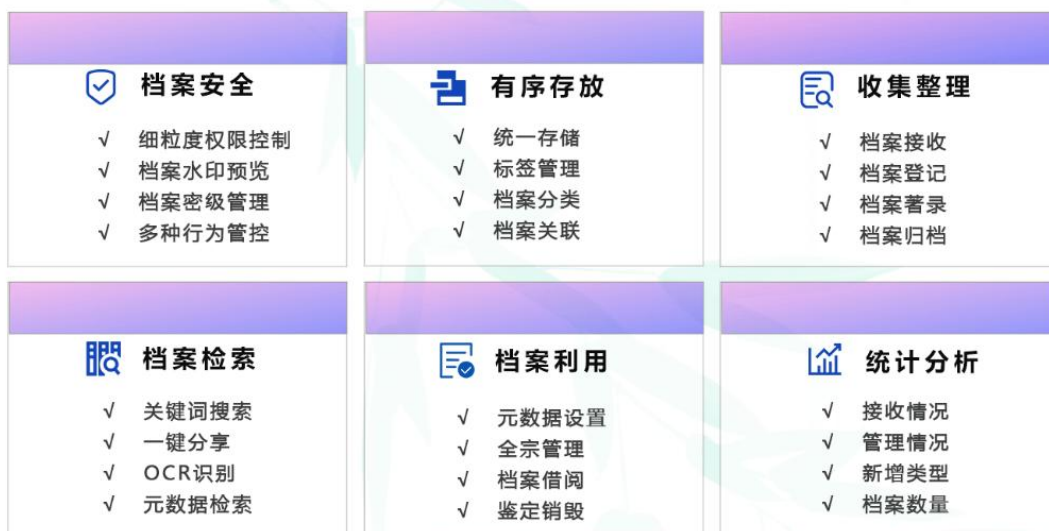 档案安全
√ 细粒度权限控制
√ 档案水印预览
√ 档案密级管理
√ 多种行为管控
有序存放
√ 统一存储
√ 标签管理
√ 档案分类
√ 档案关联
收集整理
√ 档案接收
√ 档案登记
√ 档案著录
√ 档案归档
档案检索
√ 关键词搜索
√ 一键分享
√ OCR识别
√ 元数据检索
档案利用
√ 元数据设置
√ 全宗管理
√ 档案借阅
√ 鉴定销毁
统计分析
√ 接收情况
√ 管理情况
√ 新增类型
√ 档案数量